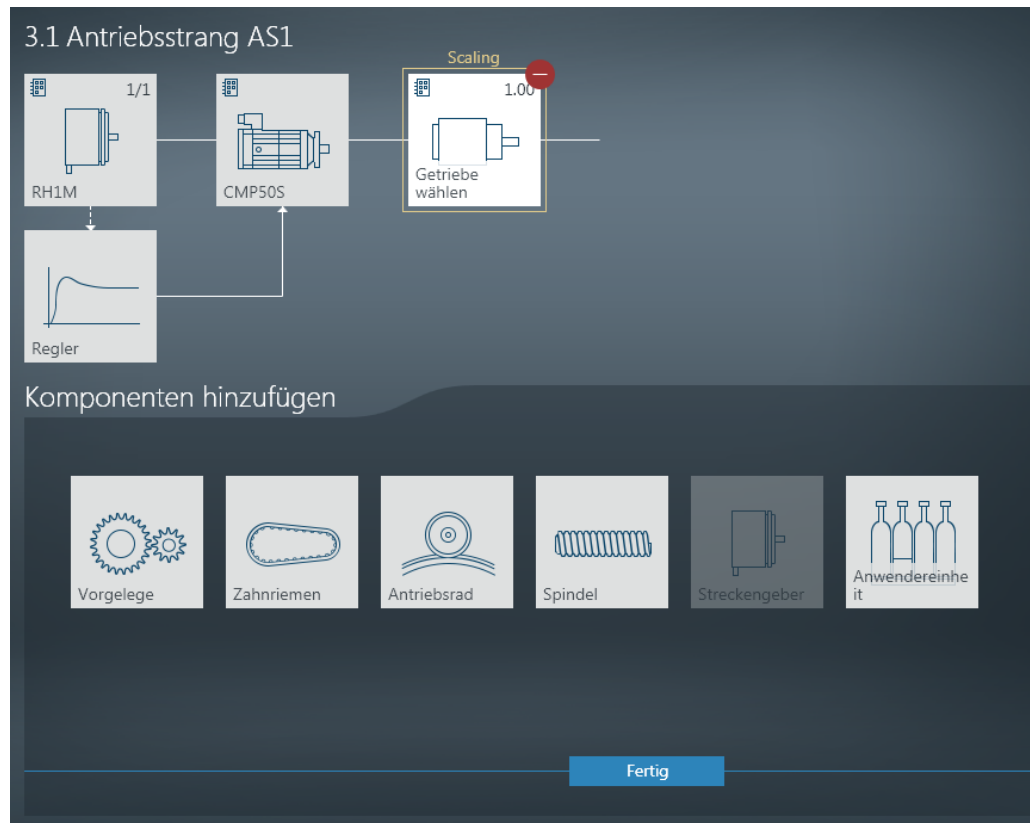 3.1 Antriebsstrang AS1
Scaling
1/1
1.00
RH1M
CMP50S
Getriebe
wählen
Regler
Komponenten hinzufügen
Vorgelege
Zahnriemen
Antriebsrad
Spindel
Streckengeber
Anwendereinhe
it
Fertig